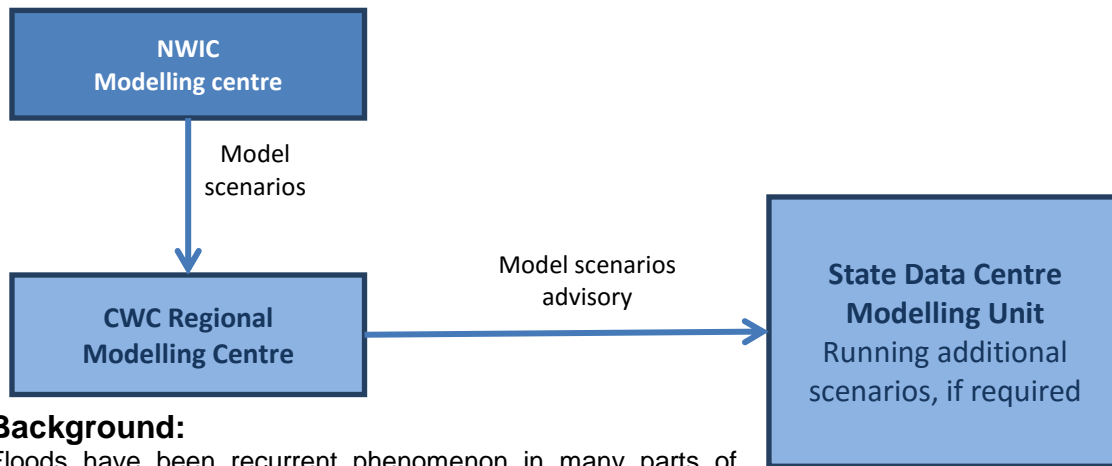 NWIC
Modelling centre
Model
scenarios
CWC Regional
Modelling Centre
Model scenarios
advisory
State Data Centre
Modelling Unit
Running additional
scenarios, if required
Background:
Floods have been recurrent phenomenon in many parts of